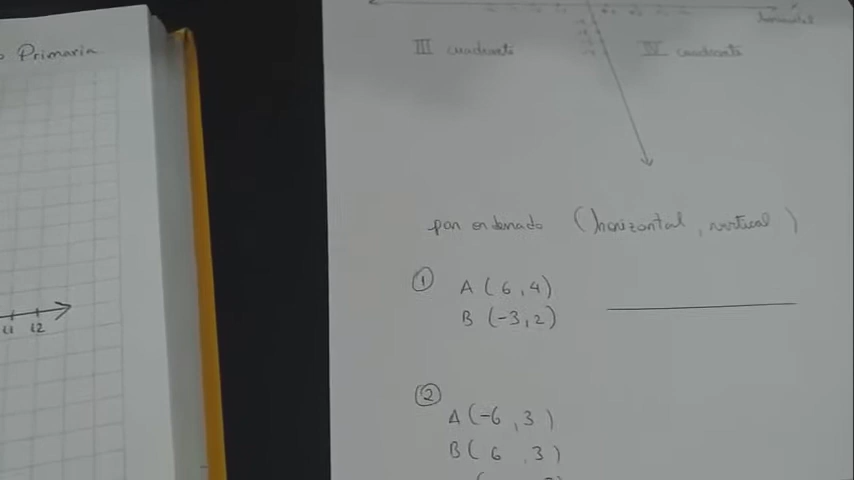 Primaria
11 12
horizontal
III cuadrante
IV cuadrante
par ordenado (horizontal, vertical)
1 A (6, 4)
B (-3, 2)
2
A (-6, 3)
B (6, 3)